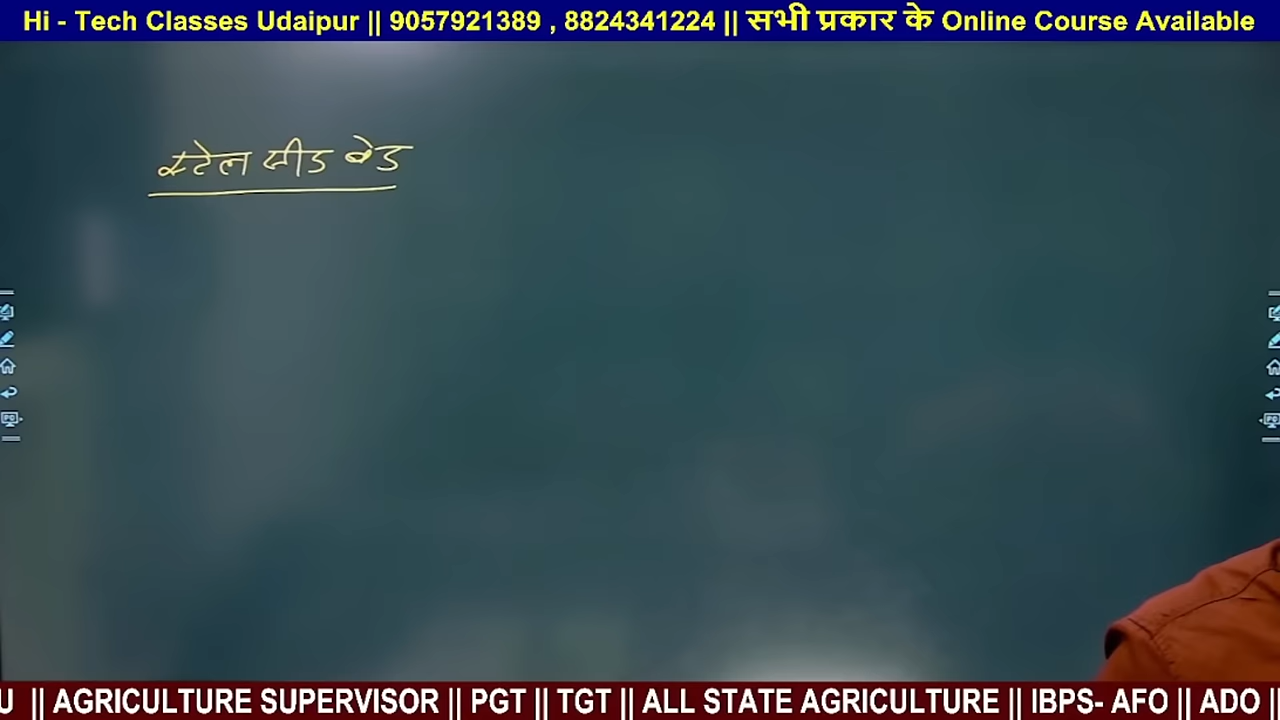 Hi - Tech Classes Udaipur || 9057921389 , 8824341224 || सभी प्रकार के Online Course Available
स्टेल सीड बेड
U || AGRICULTURE SUPERVISOR || PGT || TGT || ALL STATE AGRICULTURE || IBPS- AFO || ADO ||